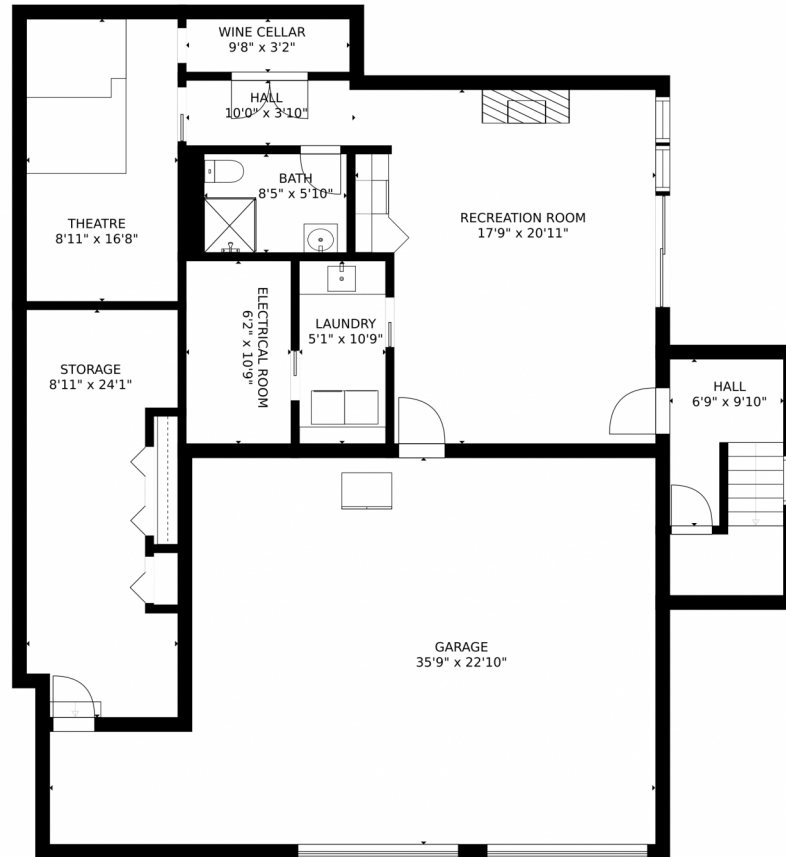 WINE CELLAR
9'8" x 3'2"
HALL
10'0" x 3'10"
BATH
8'5" x 5'10"
THEATRE
8'11" x 16'8"
RECREATION ROOM
17'9" x 20'11"
ELECTRICAL ROOM
6'2" x 10'9"
LAUNDRY
5'1" x 10'9"
STORAGE
8'11" x 24'1"
HALL
6'9" x 9'10"
GARAGE
35'9" x 22'10"